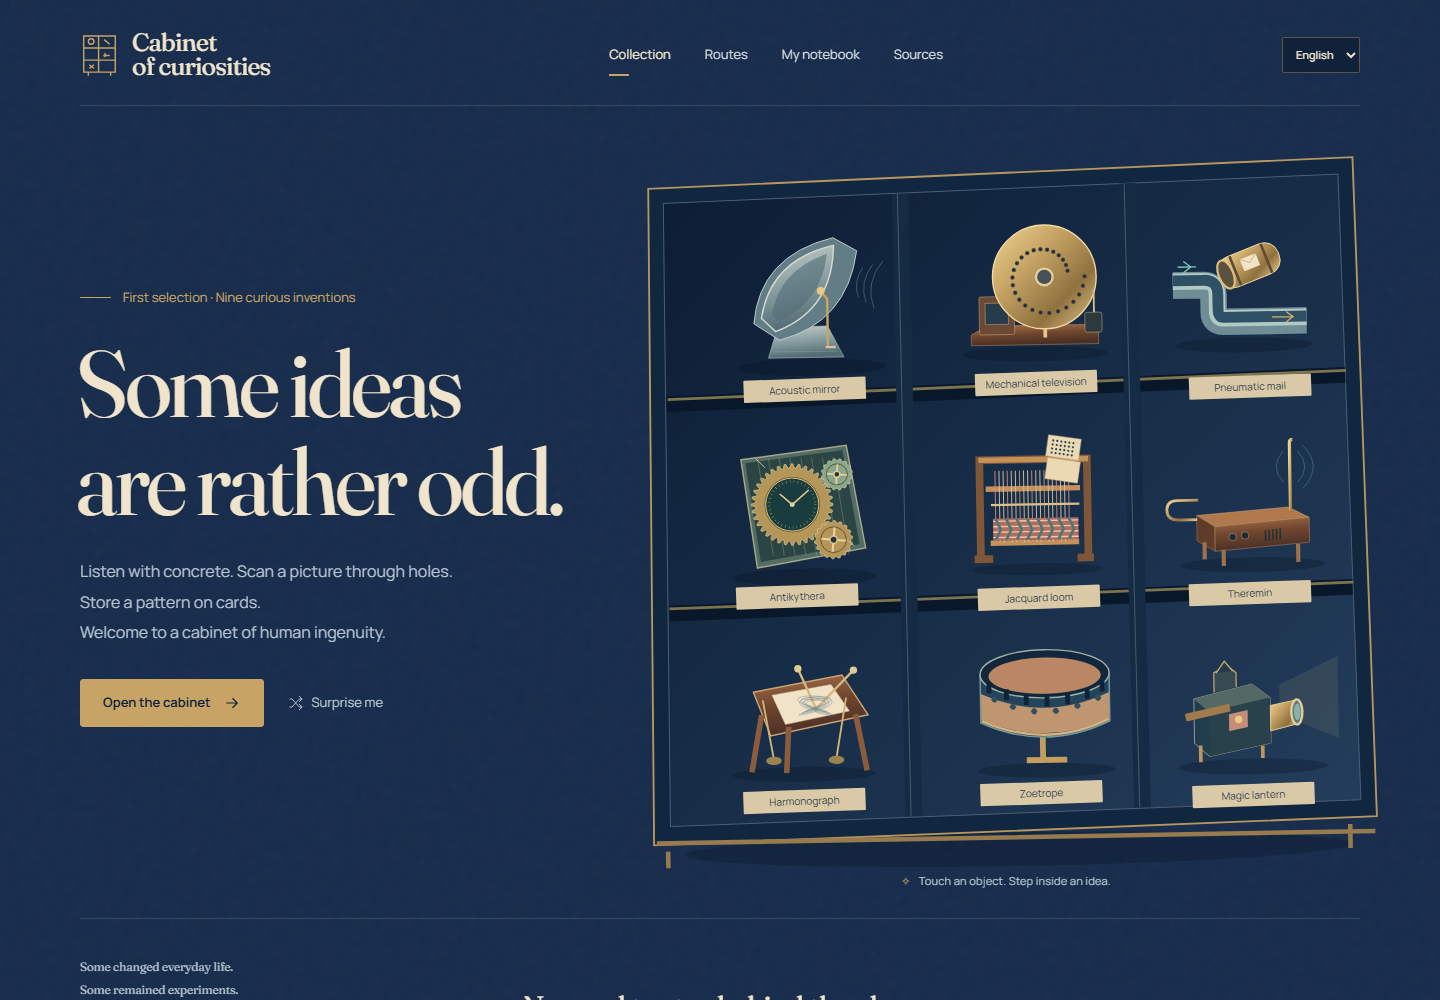 Cabinet
of curiosities
Collection
Routes
My notebook
Sources
English
First selection · Nine curious inventions
Some ideas
are rather odd.
Listen with concrete. Scan a picture through holes.
Store a pattern on cards.
Welcome to a cabinet of human ingenuity.
Open the cabinet
Surprise me
Acoustic mirror
Mechanical television
Pneumatic mail
Antikythera
Jacquard loom
Theremin
Harmonograph
Zoetrope
Magic lantern
Touch an object. Step inside an idea.
Some changed everyday life.
Some remained experiments.